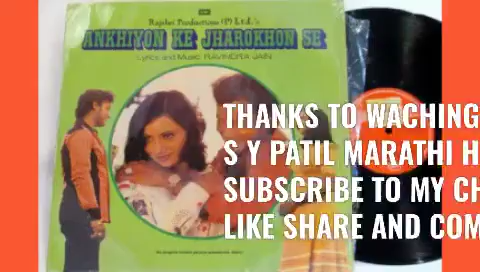 Rajshri Productions (P) Ltd.'s
ANKHIYON KE JHAROKHON SE
Lyrics and Music: RAVINDRA JAIN
THANKS TO WACHING
S Y PATIL MARATHI H
SUBSCRIBE TO MY CH
LIKE SHARE AND COM